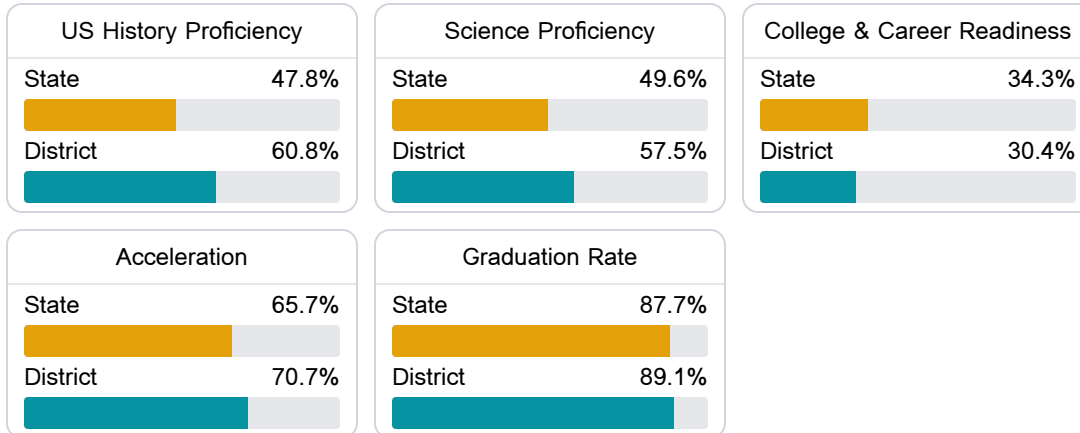 US History Proficiency
State 47.8%
District 60.8%
Science Proficiency
State 49.6%
District 57.5%
College & Career Readiness
State 34.3%
District 30.4%
Acceleration
State 65.7%
District 70.7%
Graduation Rate
State 87.7%
District 89.1%